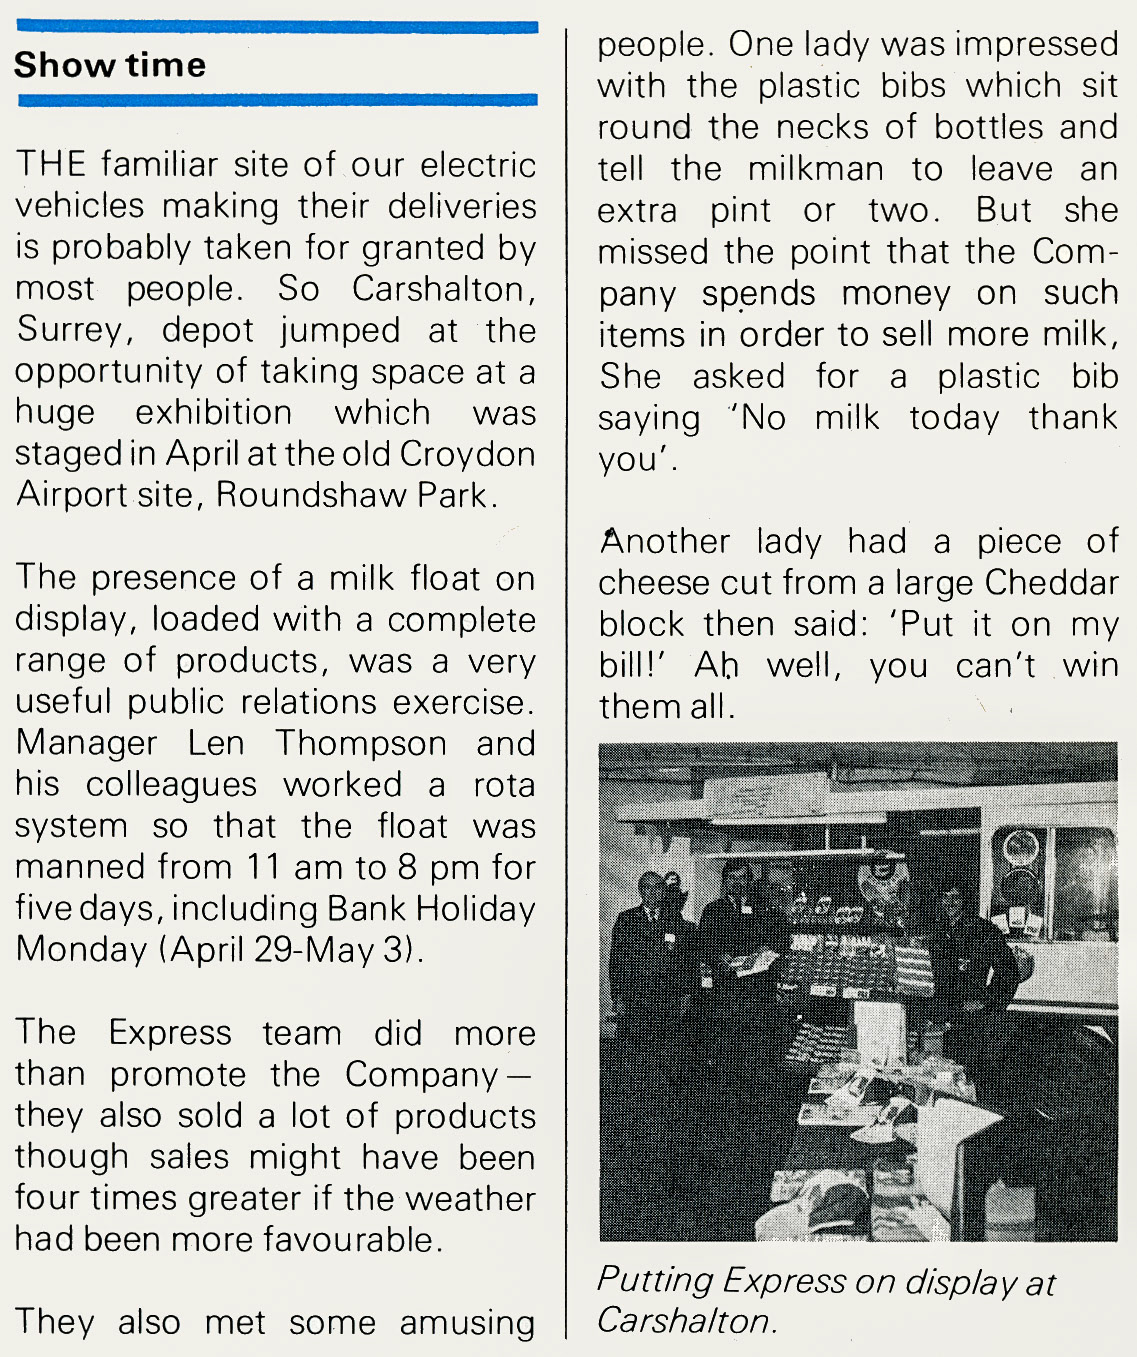 Show time
THE familiar site of our electric
vehicles making their deliveries
is probably taken for granted by
most people. So Carshalton,
Surrey, depot jumped at the
opportunity of taking space at a
huge exhibition which was
staged in April at the old Croydon
Airport site, Roundshaw Park.
The presence of a milk float on
display, loaded with a complete
range of products, was a very
useful public relations exercise.
Manager Len Thompson and
his colleagues worked a rota
system so that the float was
manned from 11 am to 8 pm for
five days, including Bank Holiday
Monday (April 29-May 3).
The Express team did more
than promote the Company—
they also sold a lot of products
though sales might have been
four times greater if the weather
had been more favourable.
They also met some amusing
people. One lady was impressed
with the plastic bibs which sit
round the necks of bottles and
tell the milkman to leave an
extra pint or two. But she
missed the point that the Com-
pany spends money on such
items in order to sell more milk,
She asked for a plastic bib
saying 'No milk today thank
you'.
Another lady had a piece of
cheese cut from a large Cheddar
block then said: 'Put it on my
bill!' Ah well, you can't win
them all.
Putting Express on display at
Carshalton.